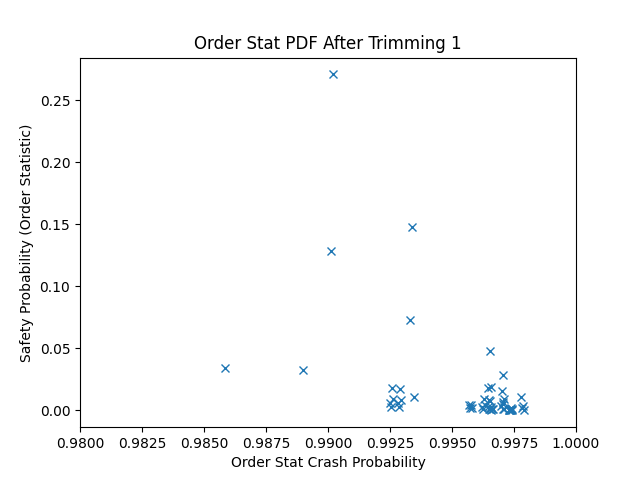 Order Stat PDF After Trimming 1
Safety Probability (Order Statistic)
0.25
0.20
0.15
0.10
0.05
0.00
0.9800 0.9825 0.9850 0.9875 0.9900 0.9925 0.9950 0.9975 1.0000
Order Stat Crash Probability